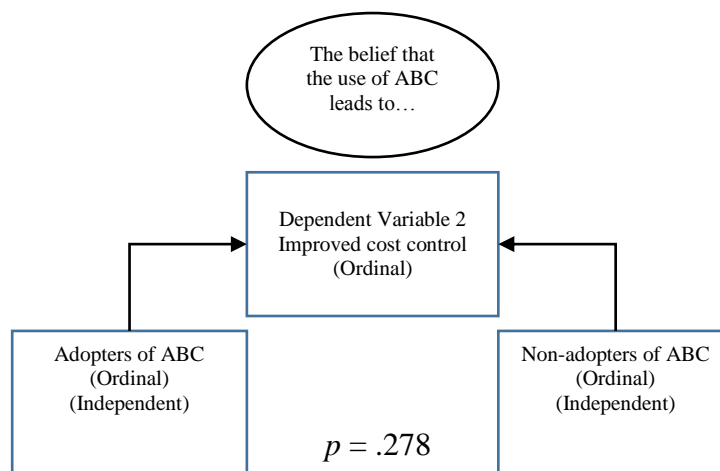 The belief that
the use of ABC
leads to…
Dependent Variable 2
Improved cost control
(Ordinal)
Adopters of ABC
(Ordinal)
(Independent)
Non-adopters of ABC
(Ordinal)
(Independent)
p = .278